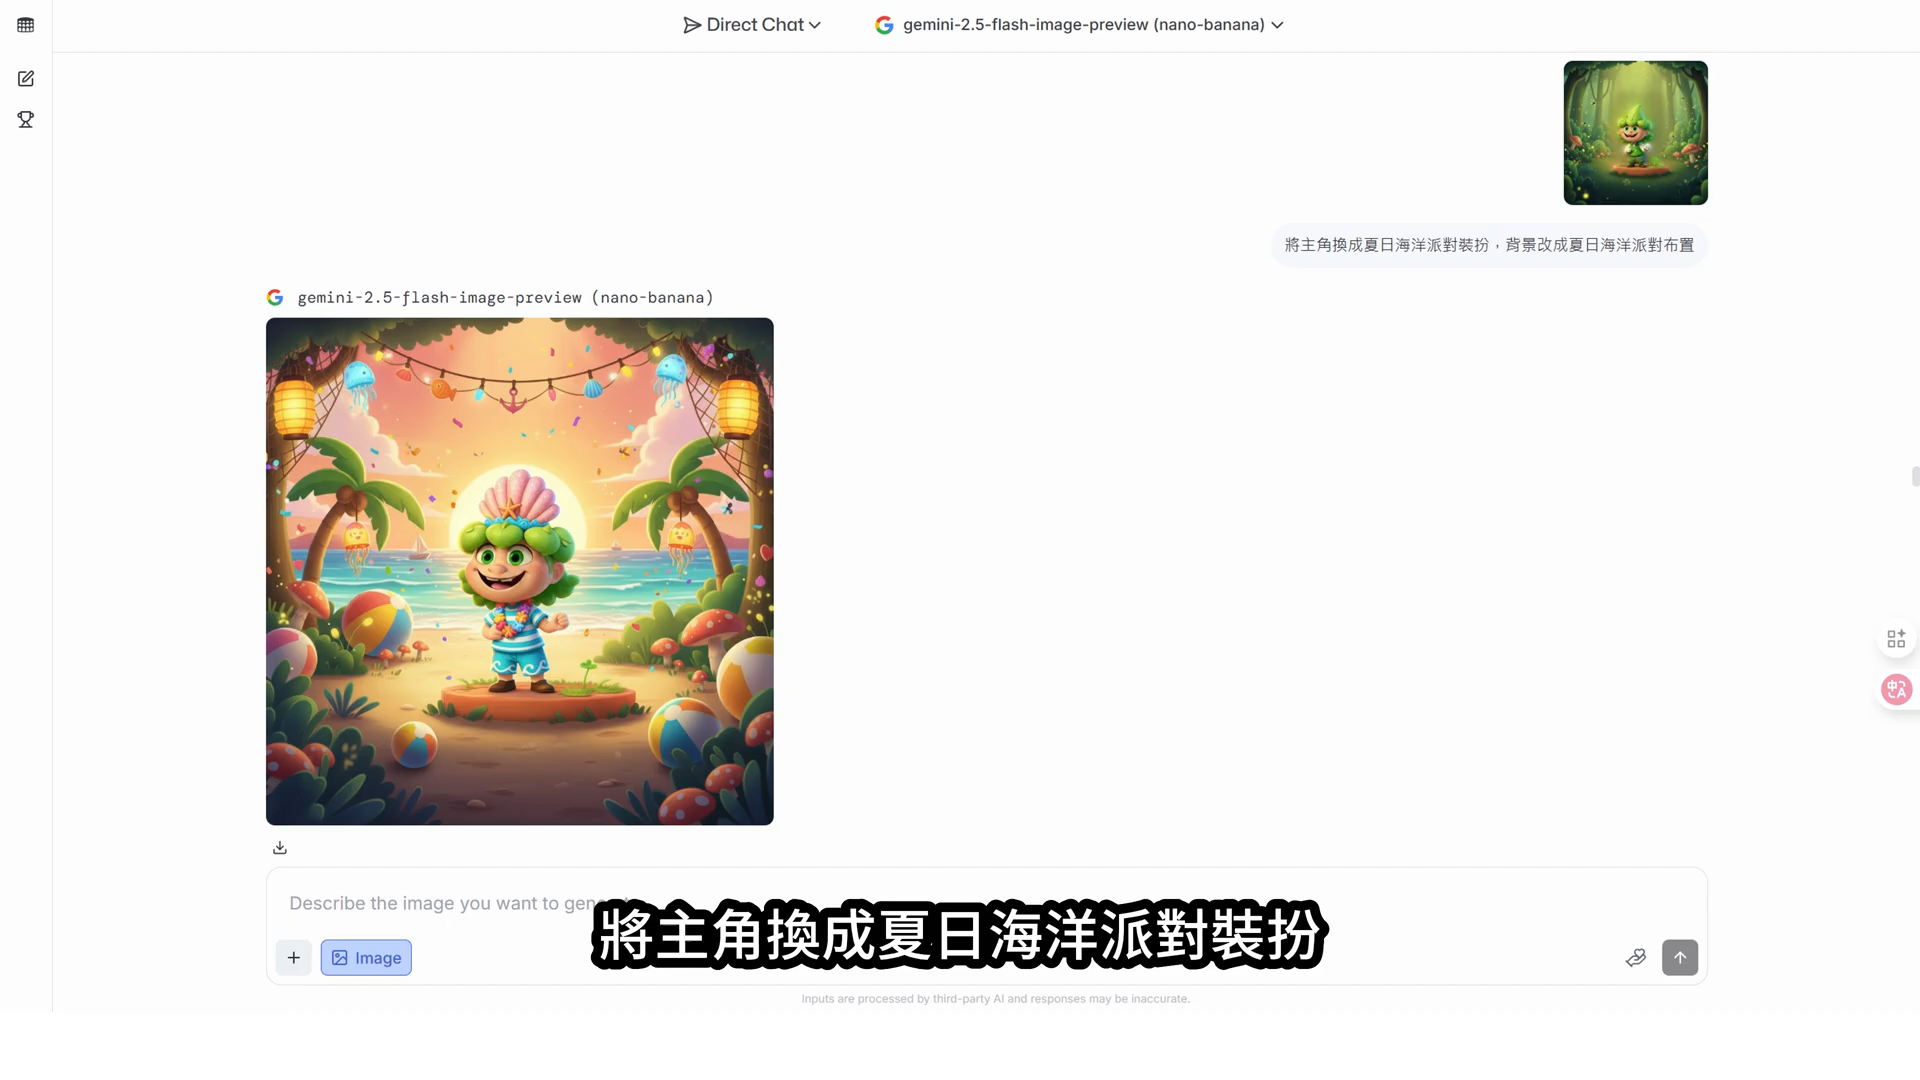 Direct Chat
gemini-2.5-flash-image-preview (nano-banana)
將主角換成夏日海洋派對裝扮，背景改成夏日海洋派對布置
gemini-2.5-flash-image-preview (nano-banana)
Describe the image you want to
將主角換成夏日海洋派對裝扮
Image
Inputs are processed by third-party AI and responses may be inaccurate.